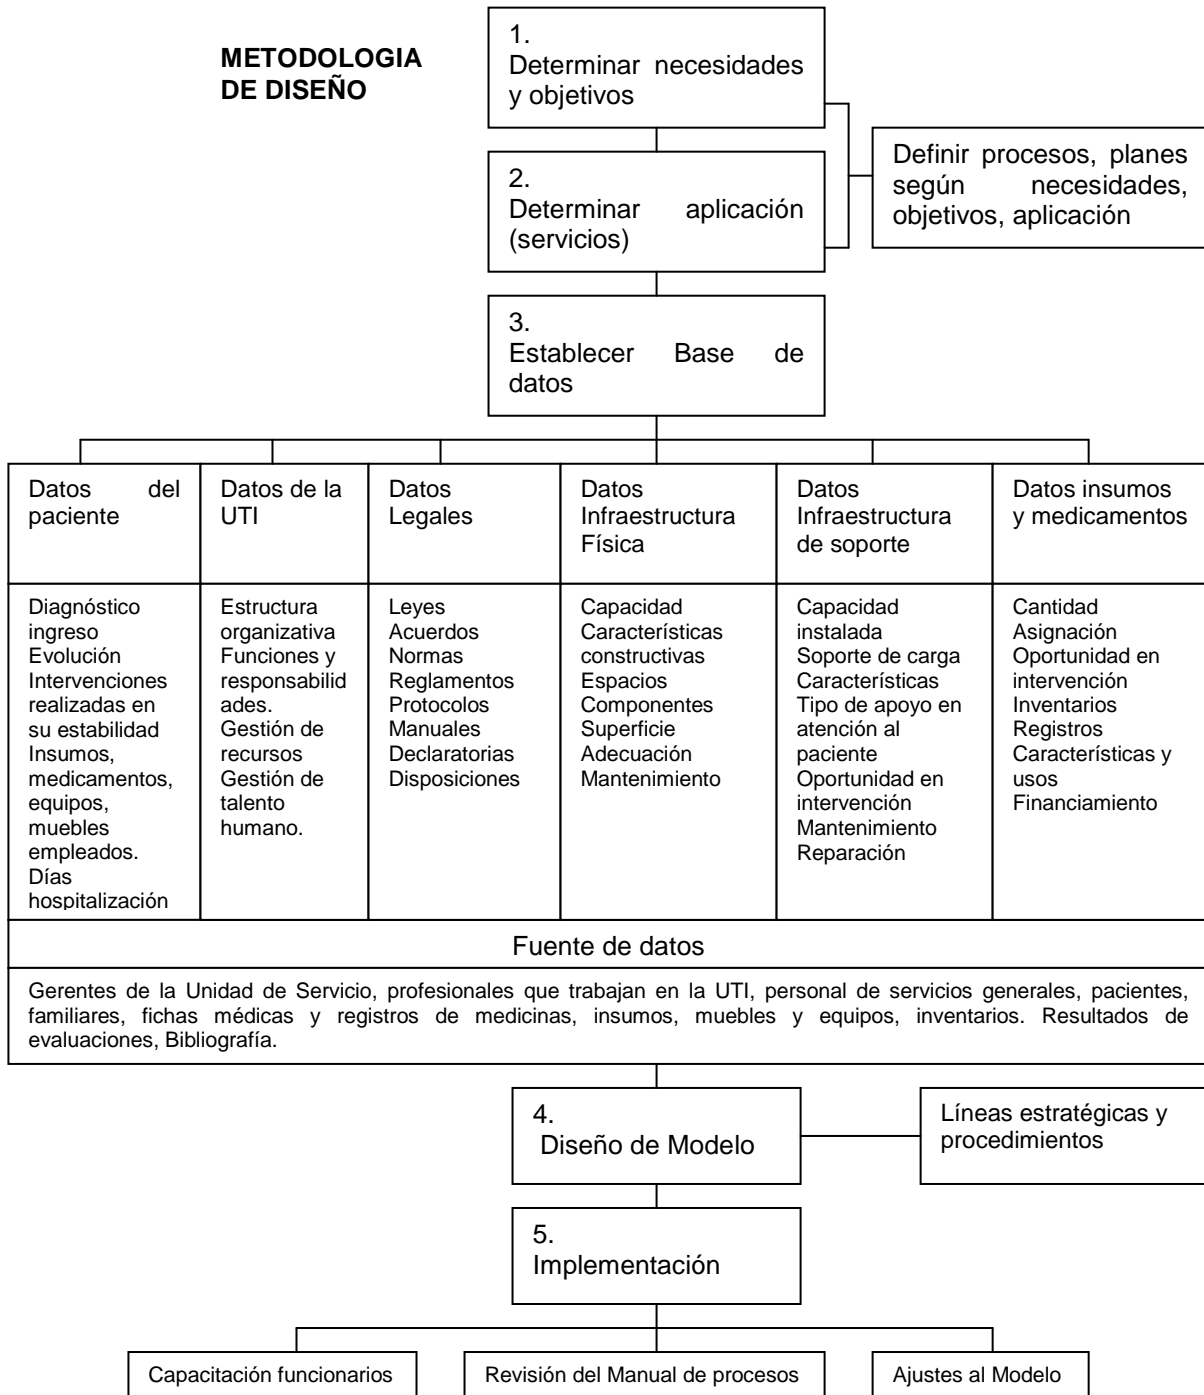 METODOLOGIA
DE DISEÑO
1.
Determinar necesidades
y objetivos
Definir procesos, planes
según necesidades,
objetivos, aplicación
2.
Determinar aplicación
(servicios)
3.
Establecer Base de
datos
Datos del
paciente
Datos de la
UTI
Datos
Legales
Datos
Infraestructura
Física
Datos
Infraestructura
de soporte
Datos insumos
y medicamentos
Diagnóstico
ingreso
Evolución
Intervenciones
realizadas en
su estabilidad
Insumos,
medicamentos,
equipos,
muebles
empleados.
Días
hospitalización
Estructura
organizativa
Funciones y
responsabilid
ades.
Gestión de
recursos
Gestión de
talento
humano.
Leyes
Acuerdos
Normas
Reglamentos
Protocolos
Manuales
Declaratorias
Disposiciones
Capacidad
Características
constructivas
Espacios
Componentes
Superficie
Adecuación
Mantenimiento
Capacidad
instalada
Soporte de carga
Características
Tipo de apoyo en
atención al
paciente
Oportunidad en
intervención
Mantenimiento
Reparación
Cantidad
Asignación
Oportunidad en
intervención
Inventarios
Registros
Características y
usos
Financiamiento
Fuente de datos
Gerentes de la Unidad de Servicio, profesionales que trabajan en la UTI, personal de servicios generales, pacientes,
familiares, fichas médicas y registros de medicinas, insumos, muebles y equipos, inventarios. Resultados de
evaluaciones, Bibliografía.
4.
Diseño de Modelo
Líneas estratégicas y
procedimientos
5.
Implementación
Capacitación funcionarios
Revisión del Manual de procesos
Ajustes al Modelo